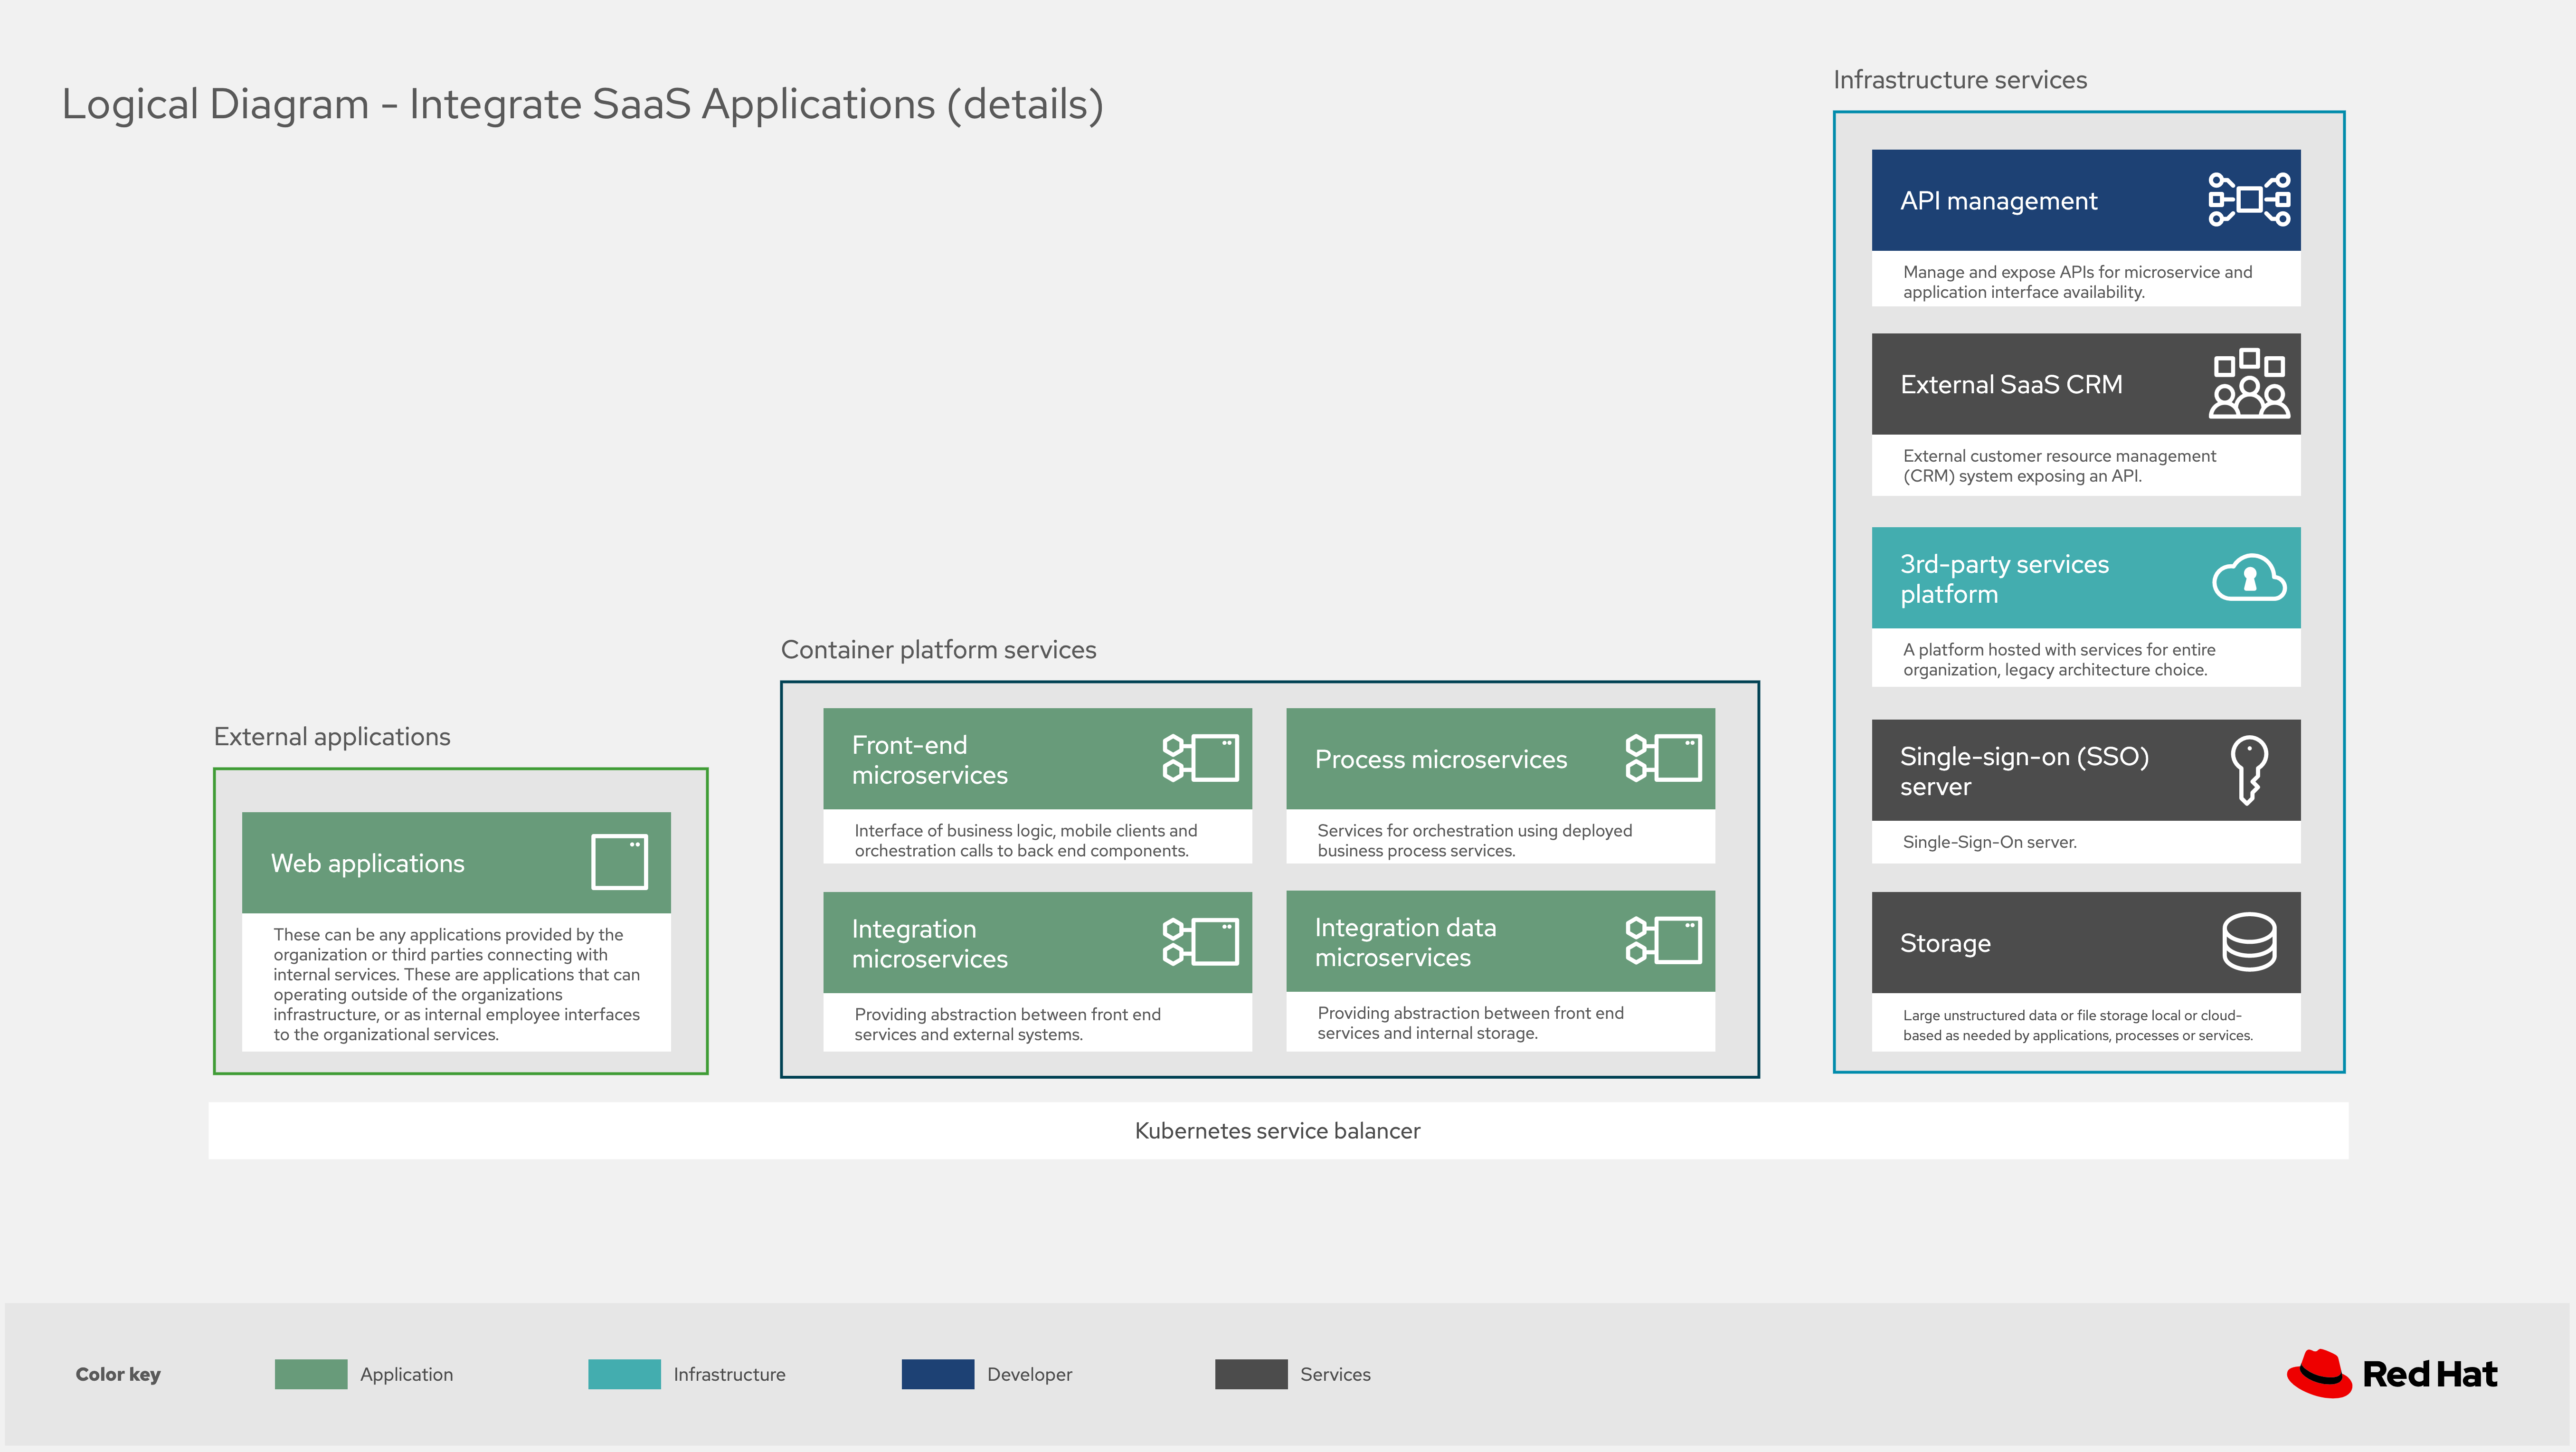 Logical Diagram - Integrate SaaS Applications (details)
External applications
Web applications
These can be any applications provided by the
organization or third parties connecting with
internal services. These are applications that can
operating outside of the organizations
infrastructure, or as internal employee interfaces
to the organizational services.
Container platform services
Front-end
microservices
Interface of business logic, mobile clients and
orchestration calls to back end components.
Process microservices
Services for orchestration using deployed
business process services.
Integration
microservices
Providing abstraction between front end
services and external systems.
Integration data
microservices
Providing abstraction between front end
services and internal storage.
Infrastructure services
API management
Manage and expose APIs for microservice and
application interface availability.
External SaaS CRM
External customer resource management
(CRM) system exposing an API.
3rd-party services
platform
A platform hosted with services for entire
organization, legacy architecture choice.
Single-sign-on (SSO)
server
Single-Sign-On server.
Storage
Large unstructured data or file storage local or cloud-
based as needed by applications, processes or services.
Kubernetes service balancer
Color key
Application
Infrastructure
Developer
Services
Red Hat